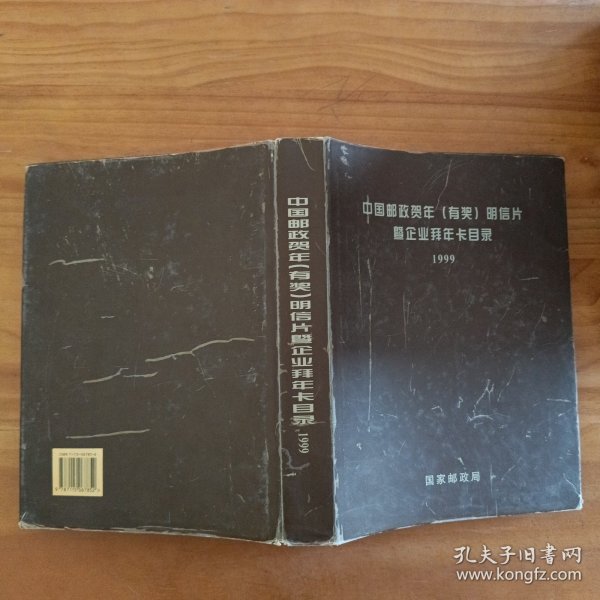 中国邮政贺年（有奖）明信片
暨企业拜年卡目录
1999
国家邮政局
中国邮政贺年（有奖）明信片暨企业拜年卡目录 1999
孔夫子旧书网
www.kongfz.com